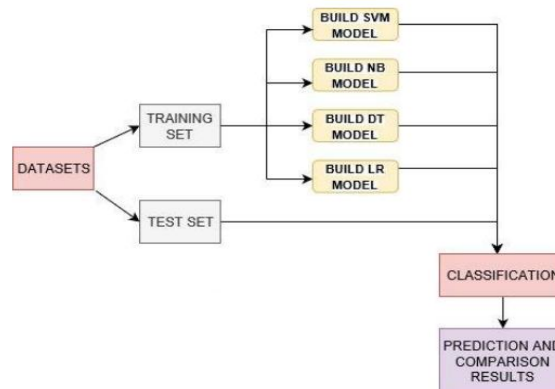 BUILD SVM
MODEL
BUILD NB
MODEL
TRAINING
SET
BUILD DT
MODEL
DATASETS
BUILD LR
MODEL
TEST SET
CLASSIFICATION
PREDICTION AND
COMPARISON
RESULTS